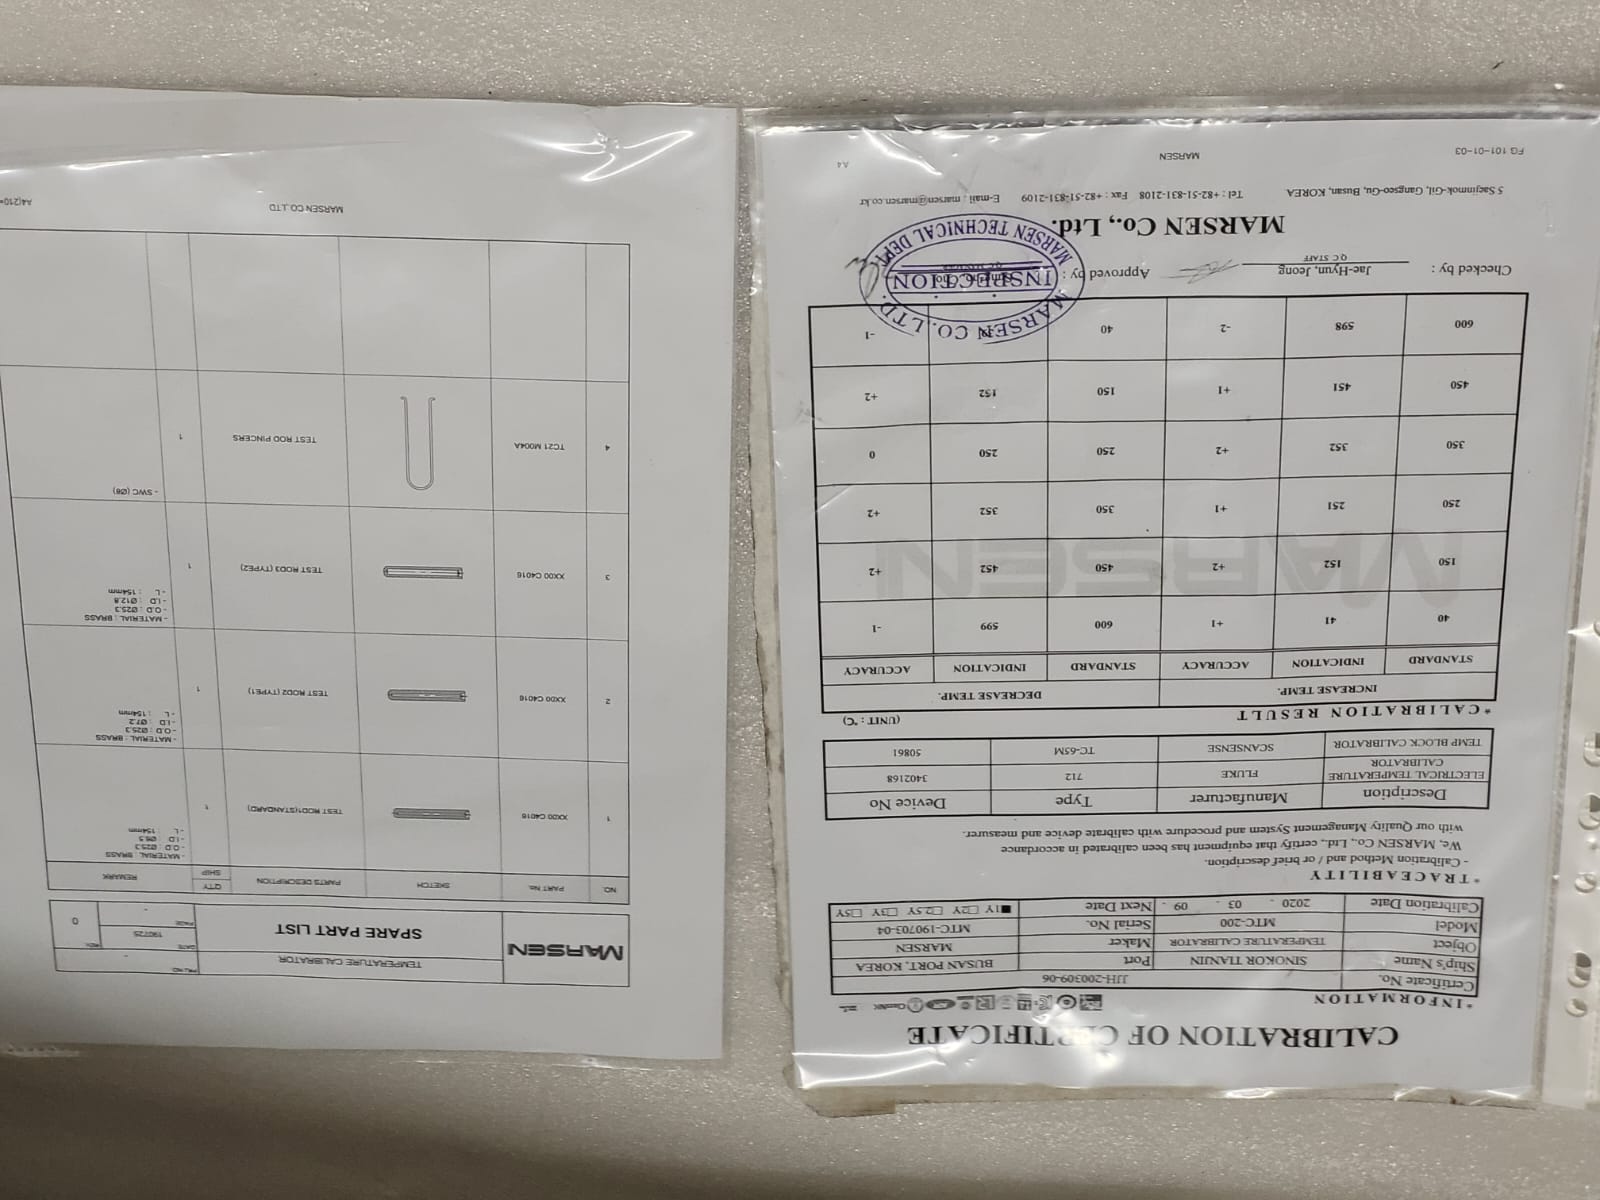 CALIBRATION OF CERTIFICATE
*INFORMATION
ClassNK
Certificate No. JJH-200309-06
Ship's Name SINOKOR TIANJIN Port BUSAN PORT, KOREA
Object TEMPERATURE CALIBRATOR Maker MARSEN
Model MTC-200 Serial No. MTC-190703-04
Calibration Date 2020 . 03 . 09 . Next Date ■1Y □2Y □2.5Y □3Y □5Y
*TRACEABILITY
- Calibration Method and / or brief description.
We, MARSEN Co., Ltd., certify that equipment has been calibrated in accordance
with our Quality Management System and procedure with calibrate device and measurer.
Description Manufacturer Type Device No
ELECTRICAL TEMPERATURE CALIBRATOR FLUKE 712 3402168
TEMP BLOCK CALIBRATOR SCANSENSE TC-65M 50861
*CALIBRATION RESULT (UNIT : ℃)
INCREASE TEMP. DECREASE TEMP.
STANDARD INDICATION ACCURACY STANDARD INDICATION ACCURACY
40 41 +1 600 599 -1
150 152 +2 450 452 +2
250 251 +1 350 352 +2
350 352 +2 250 250 0
450 451 +1 150 152 +2
600 598 -2 40 -1
MARSEN
Checked by : Jae-Hyun, Jeong Approved by :
Q.C. STAFF
MARSEN CO., LTD.
INSPECTION
MARSEN TECHNICAL DEPT.
MARSEN Co., Ltd.
5 Saejinmok-Gil, Gangseo-Gu, Busan, KOREA Tel : +82-51-831-2108 Fax : +82-51-831-2109 E-mail : marsen@marsen.co.kr
FG 101-01-03 MARSEN A4
MARSEN
TEMPERATURE CALIBRATOR
SPARE PART LIST
PRJ.NO. -
DATE 190725
PAGE -
REV. 0
NO. PART No. SKETCH PARTS DESCRIPTION QTY SHIP REMARK
1 XX00 C4016 TEST ROD1(STANDARD) 1
- MATERIAL : BRASS
- O.D : Ø25.3
- I.D : Ø6.5
- L : 154mm
2 XX00 C4016 TEST ROD2 (TYPE1) 1
- MATERIAL : BRASS
- O.D : Ø25.3
- I.D : Ø7.2
- L : 154mm
3 XX00 C4016 TEST ROD3 (TYPE2) 1
- MATERIAL : BRASS
- O.D : Ø25.3
- I.D : Ø12.8
- L : 154mm
4 TC21 M004A TEST ROD PINCERS 1
- SWC (Ø6)
MARSEN CO.,LTD
A4(210